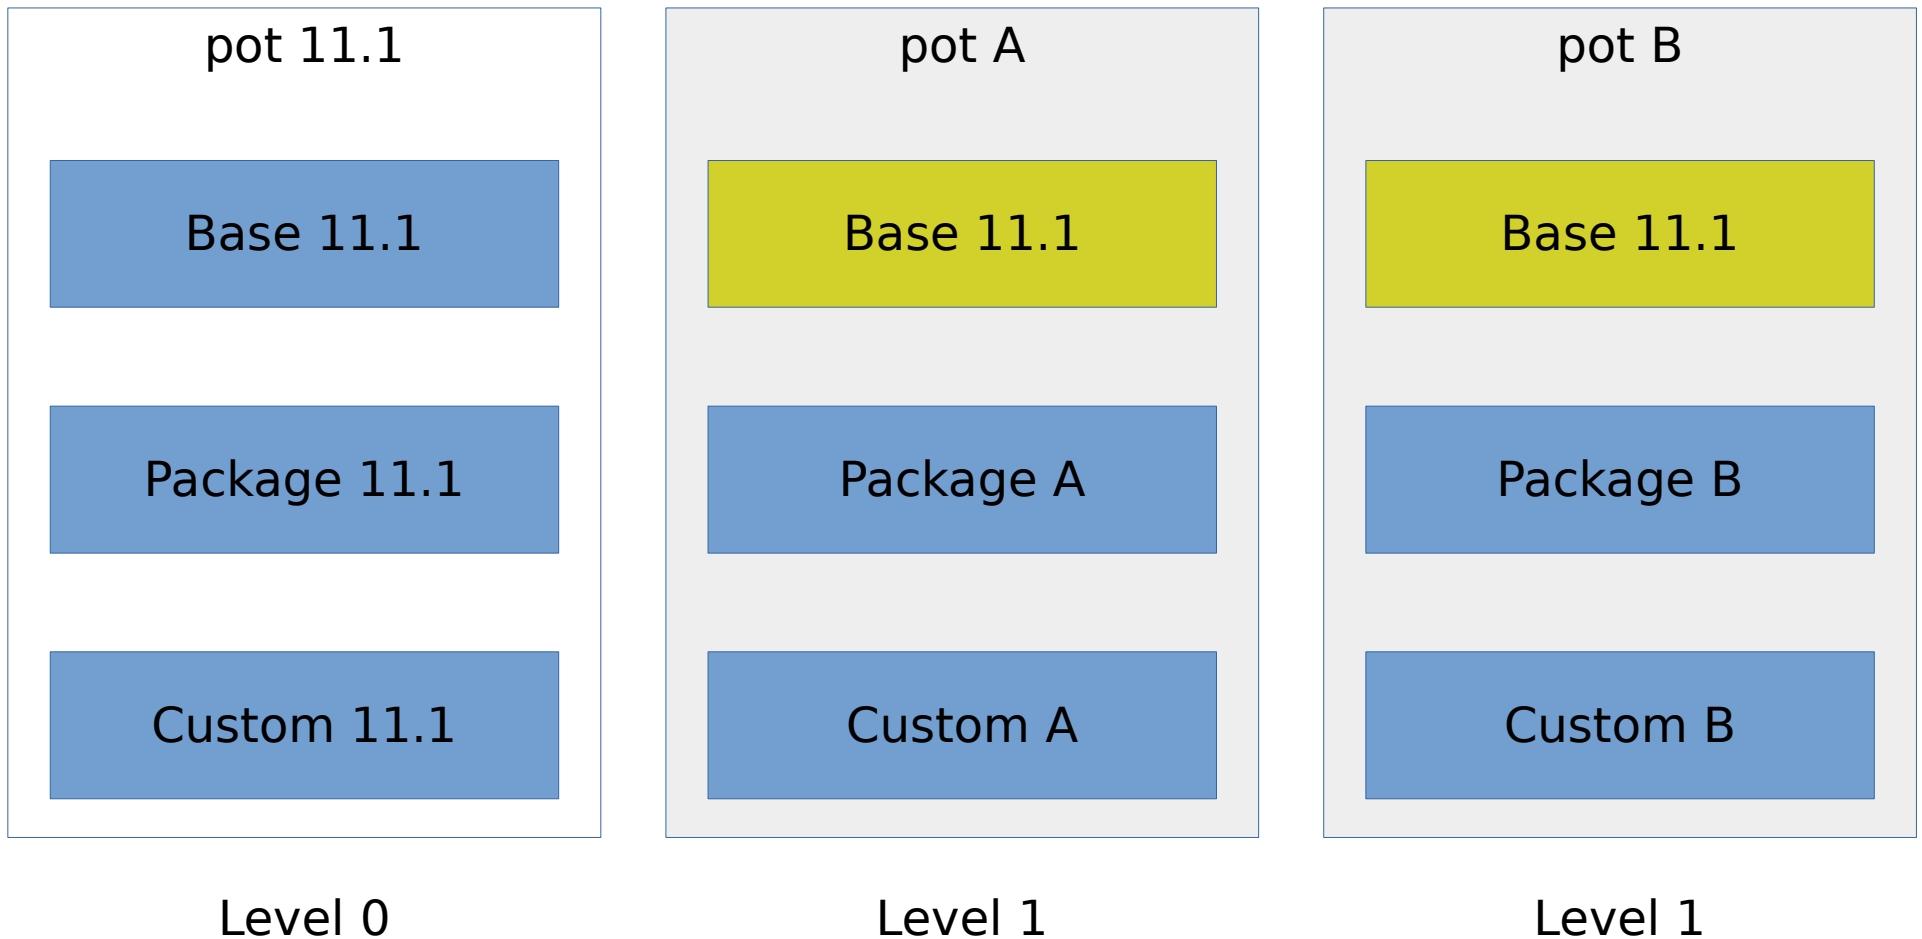 pot 11.1
Base 11.1
Package 11.1
Custom 11.1
Level 0
pot A
Base 11.1
Package A
Custom A
Level 1
pot B
Base 11.1
Package B
Custom B
Level 1